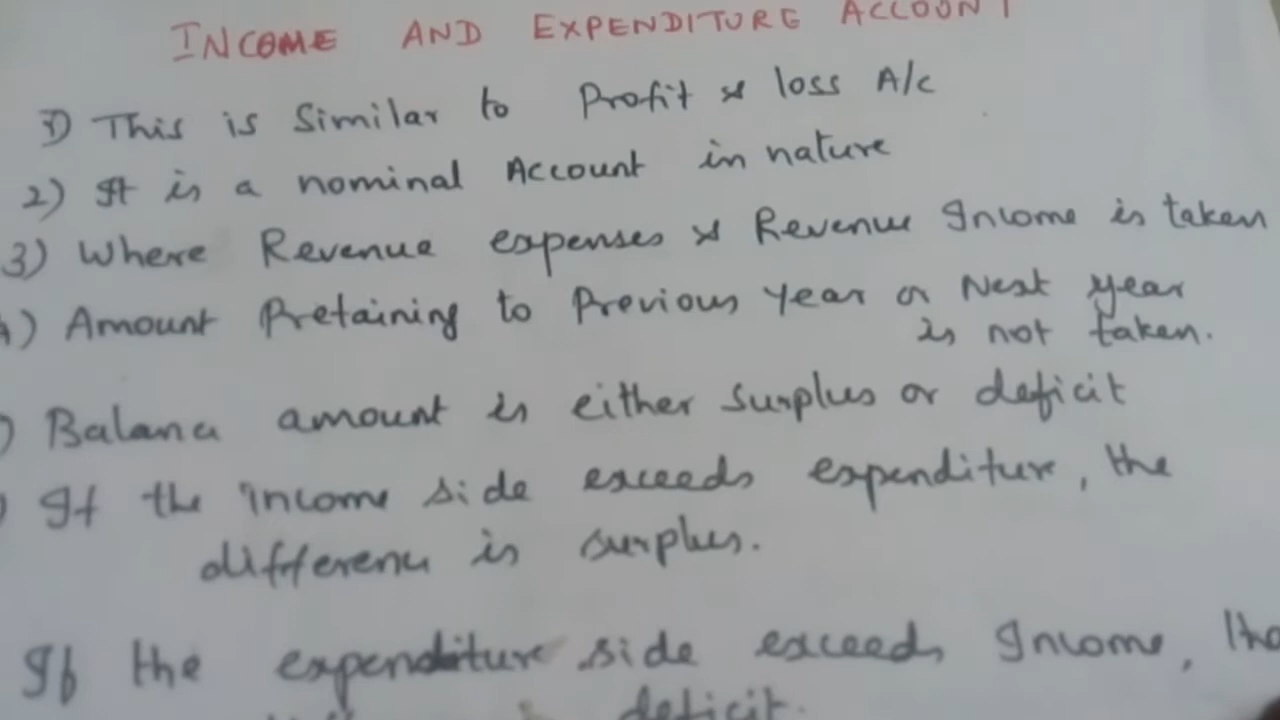 INCOME AND EXPENDITURE ACCOUNT
1) This is Similar to Profit & loss A/c
2) It is a nominal Account in nature
3) Where Revenue expenses & Revenue Income is taken
4) Amount Pretaining to Previous year or Next year
is not taken.
) Balance amount is either Surplus or deficit
) If the income side exceeds expenditure, the
difference is surplus.
If the expenditure side exceeds Income, the
deficit.